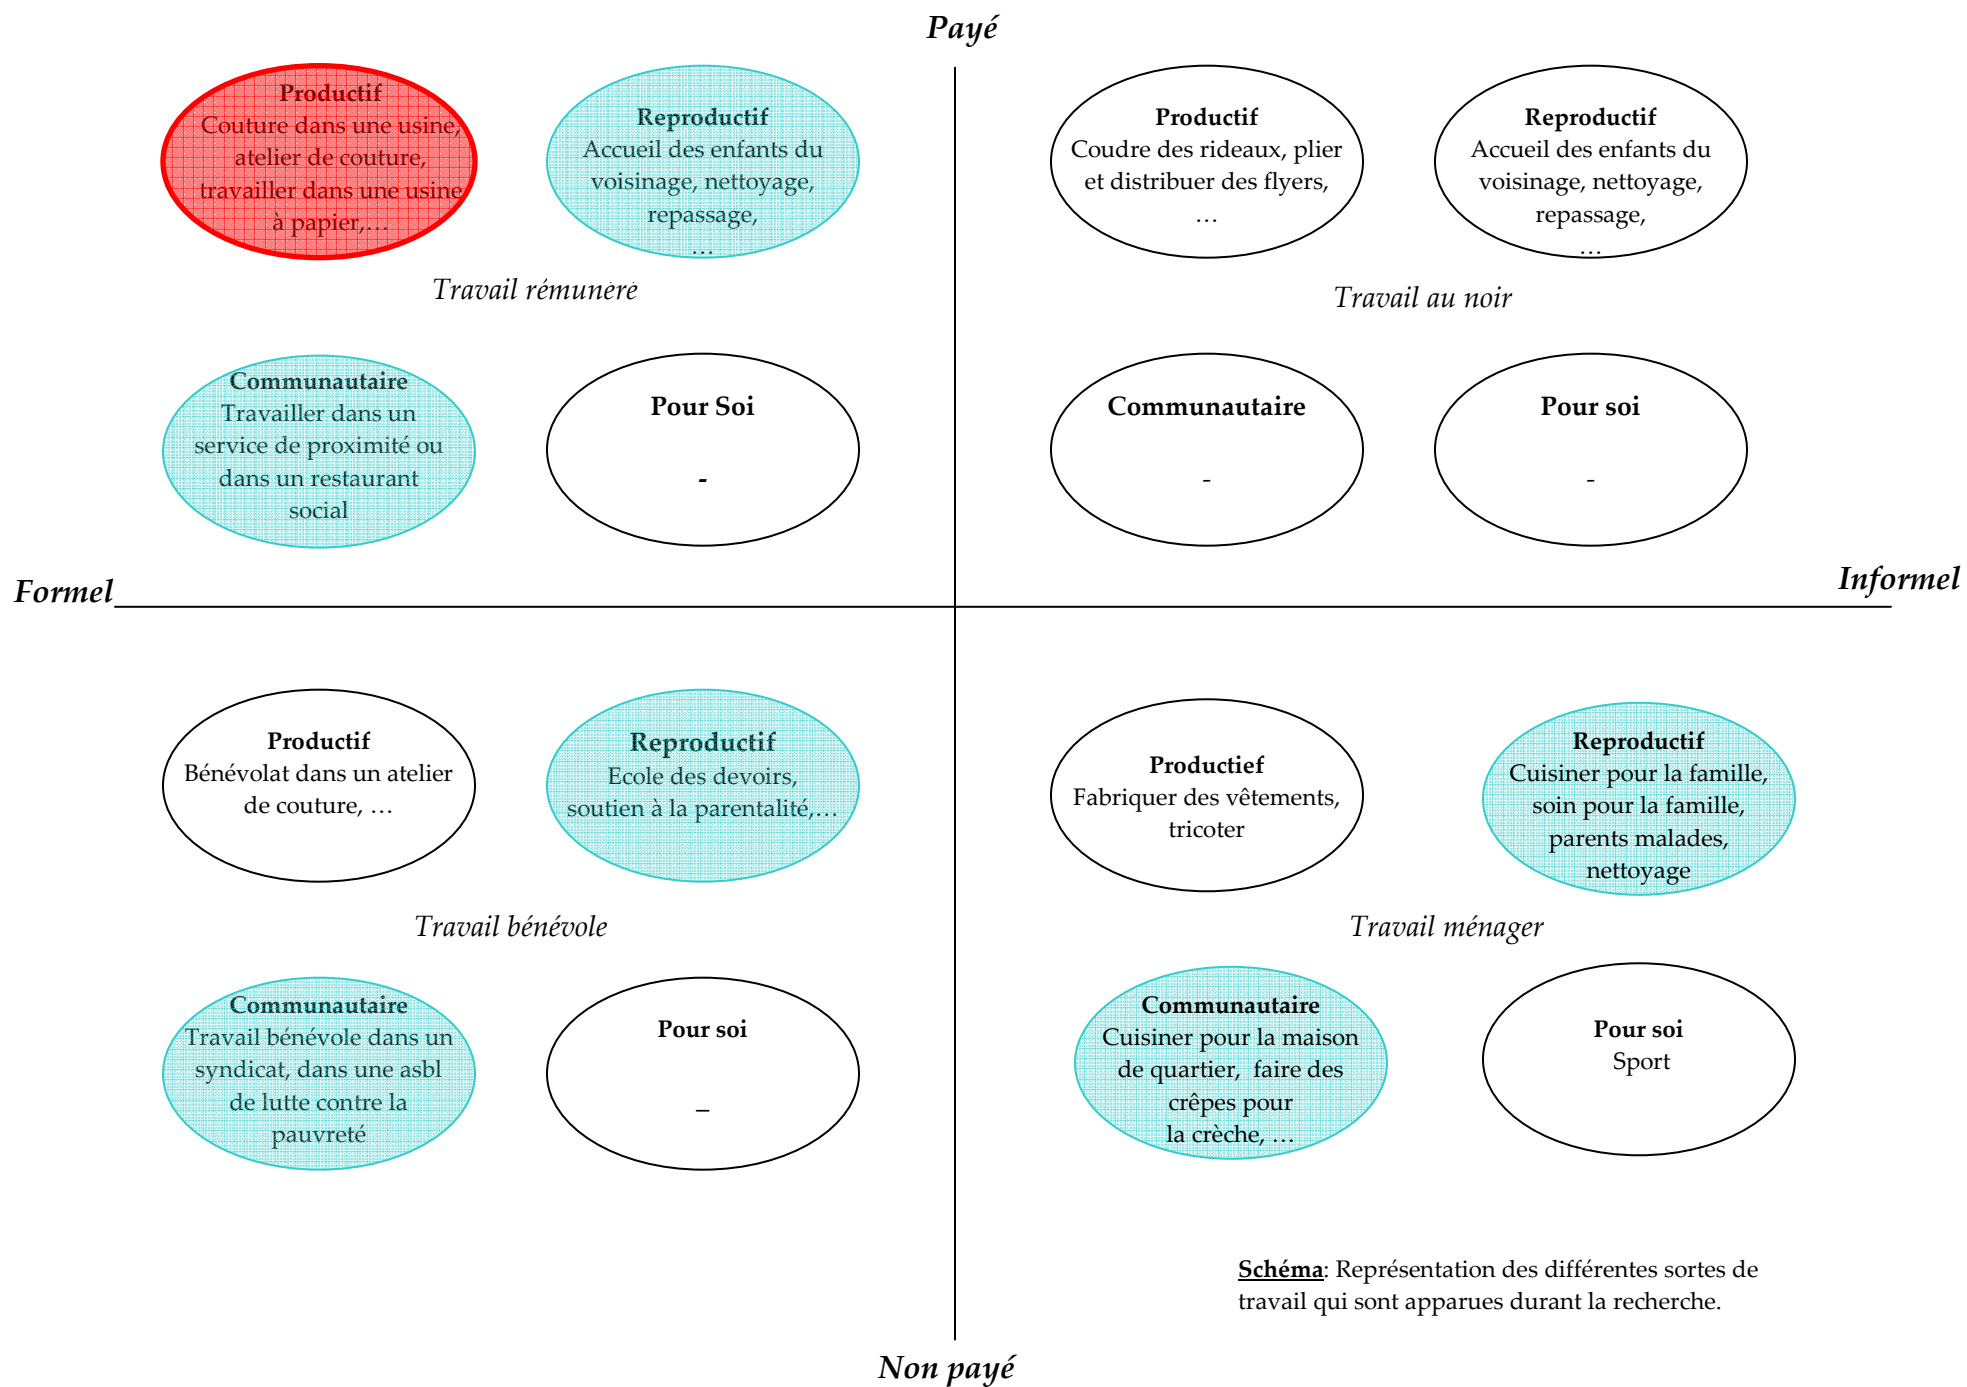 Payé
Productif
Couture dans une usine,
atelier de couture,
travailler dans une usine
à papier,…
Reproductif
Accueil des enfants du
voisinage, nettoyage,
repassage,
…
Travail rémunéré
Communautaire
Travailler dans un
service de proximité ou
dans un restaurant
social
Pour Soi
-
Productif
Coudre des rideaux, plier
et distribuer des flyers,
…
Reproductif
Accueil des enfants du
voisinage, nettoyage,
repassage,
…
Travail au noir
Communautaire
-
Pour soi
-
Formel
Informel
Productif
Bénévolat dans un atelier
de couture, …
Reproductif
Ecole des devoirs,
soutien à la parentalité,…
Travail bénévole
Communautaire
Travail bénévole dans un
syndicat, dans une asbl
de lutte contre la
pauvreté
Pour soi
–
Productief
Fabriquer des vêtements,
tricoter
Reproductif
Cuisiner pour la famille,
soin pour la famille,
parents malades,
nettoyage
Travail ménager
Communautaire
Cuisiner pour la maison
de quartier, faire des
crêpes pour
la crèche, …
Pour soi
Sport
Schéma: Représentation des différentes sortes de
travail qui sont apparues durant la recherche.
Non payé